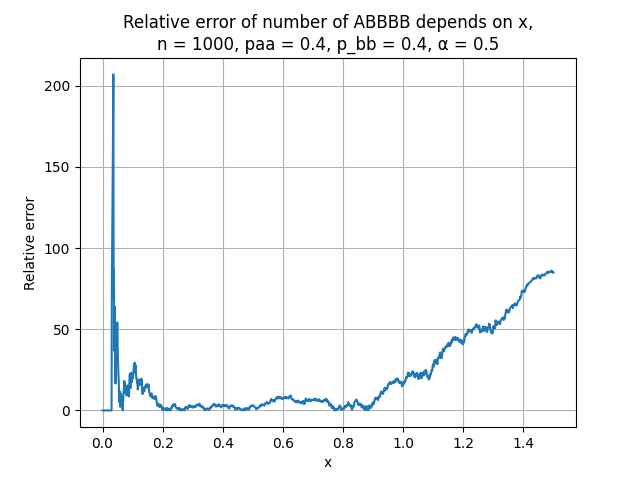 Relative error of number of ABBBB depends on x,
n = 1000, paa = 0.4, p_bb = 0.4, α = 0.5
200
150
100
50
0
Relative error
0.0 0.2 0.4 0.6 0.8 1.0 1.2 1.4
x